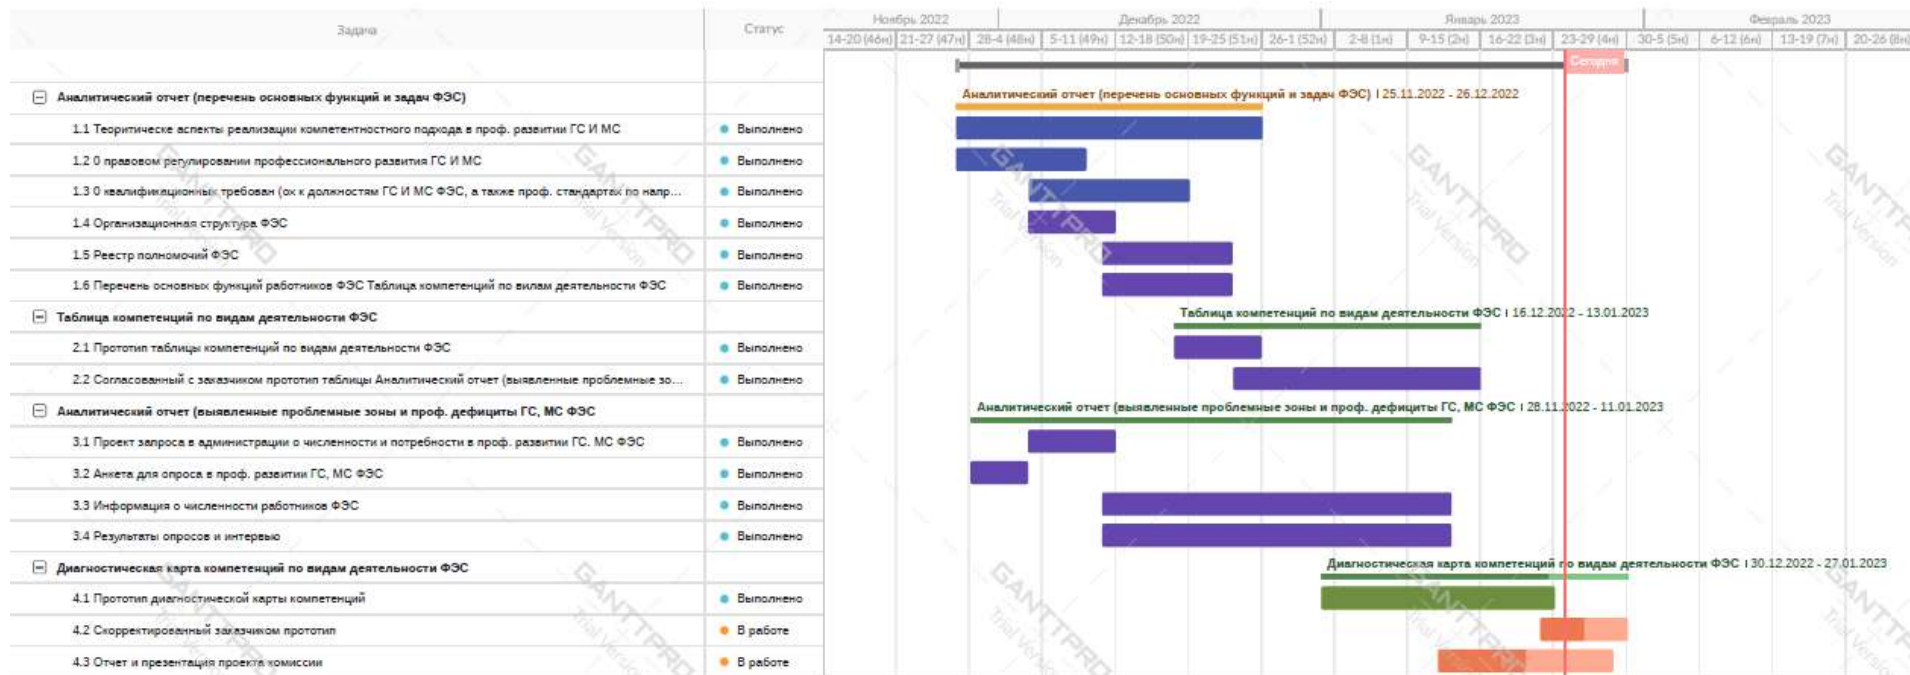 Задача Статус Ноябрь 2022 Декабрь 2022 Январь 2023 Февраль 2023
14-20 (46н) 21-27 (47н) 28-4 (48н) 5-11 (49н) 12-18 (50н) 19-25 (51н) 26-1 (52н) 2-8 (1н) 9-15 (2н) 16-22 (3н) 23-29 (4н) 30-5 (5н) 6-12 (6н) 13-19 (7н) 20-26 (8н)
Сегодня
Аналитический отчет (перечень основных функций и задач ФЭС) Аналитический отчет (перечень основных функций и задач ФЭС) I 25.11.2022 - 26.12.2022
1.1 Теоритическе аспекты реализации компетентностного подхода в проф. развитии ГС И МС Выполнено
1.2 0 правовом регулировании профессионального развития ГС И МС Выполнено
1.3 0 квалификационных требован (ох к должностям ГС И МС ФЭС, а также проф. стандартах по напр... Выполнено
1.4 Организационная структура ФЭС Выполнено
1.5 Реестр полномочий ФЭС Выполнено
1.6 Перечень основных функций работников ФЭС Таблица компетенций по вилам деятельности ФЭС Выполнено
Таблица компетенций по видам деятельности ФЭС Таблица компетенций по видам деятельности ФЭС I 16.12.2022 - 13.01.2023
2.1 Прототип таблицы компетенций по видам деятельности ФЭС Выполнено
2.2 Согласованный с заказчиком прототип таблицы Аналитический отчет (выявленные проблемные зо... Выполнено
Аналитический отчет (выявленные проблемные зоны и проф. дефициты ГС, МС ФЭС Аналитический отчет (выявленные проблемные зоны и проф. дефициты ГС, МС ФЭС I 28.11.2022 - 11.01.2023
3.1 Проект запроса в администрации о численности и потребности в проф. развитии ГС. МС ФЭС Выполнено
3.2 Анкета для опроса в проф. развитии ГС, МС ФЭС Выполнено
3.3 Информация о численности работников ФЭС Выполнено
3.4 Результаты опросов и интервью Выполнено
Диагностическая карта компетенций по видам деятельности ФЭС Диагностическая карта компетенций по видам деятельности ФЭС I 30.12.2022 - 27.01.2023
4.1 Прототип диагностической карты компетенций Выполнено
4.2 Скорректированный заказчиком прототип В работе
4.3 Отчет и презентация проекта комиссии В работе
GANTTPRO
Trial Version